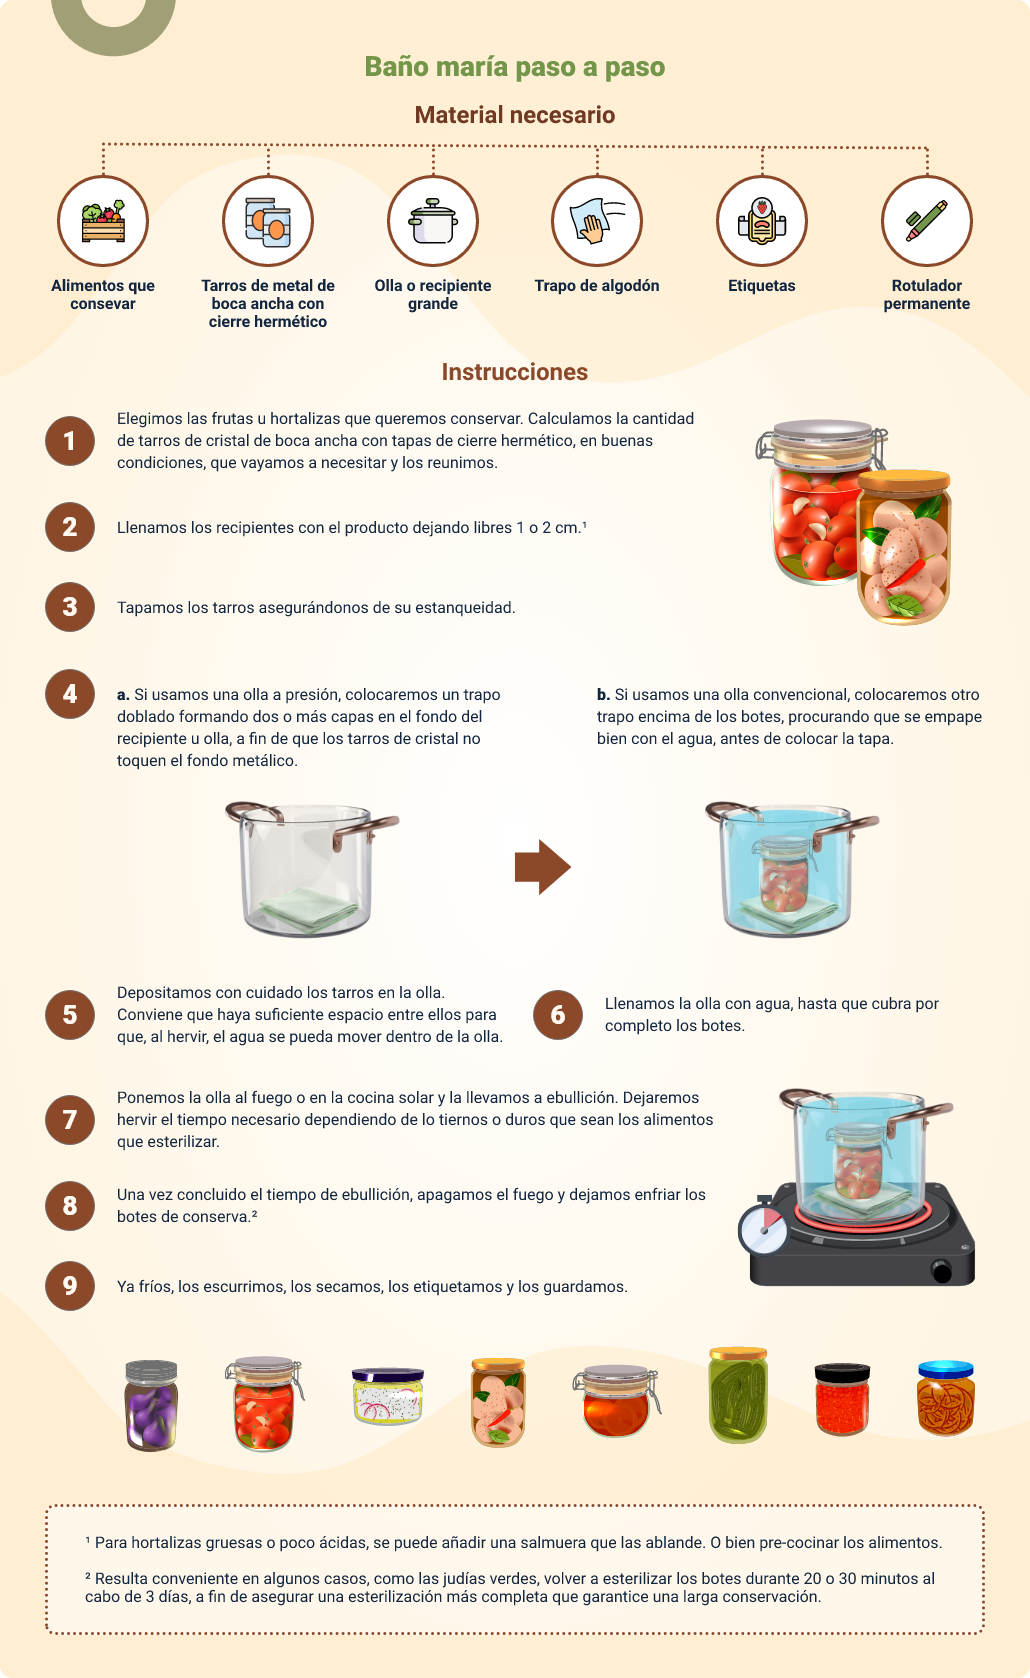 Baño maría paso a paso
Material necesario
Alimentos que
consevar
Tarros de metal de
boca ancha con
cierre hermético
Olla o recipiente
grande
Trapo de algodón
Etiquetas
Rotulador
permanente
Instrucciones
1
Elegimos las frutas u hortalizas que queremos conservar. Calculamos la cantidad
de tarros de cristal de boca ancha con tapas de cierre hermético, en buenas
condiciones, que vayamos a necesitar y los reunimos.
2
Llenamos los recipientes con el producto dejando libres 1 o 2 cm.¹
3
Tapamos los tarros asegurándonos de su estanqueidad.
4
a. Si usamos una olla a presión, colocaremos un trapo
doblado formando dos o más capas en el fondo del
recipiente u olla, a fin de que los tarros de cristal no
toquen el fondo metálico.
b. Si usamos una olla convencional, colocaremos otro
trapo encima de los botes, procurando que se empape
bien con el agua, antes de colocar la tapa.
5
Depositamos con cuidado los tarros en la olla.
Conviene que haya suficiente espacio entre ellos para
que, al hervir, el agua se pueda mover dentro de la olla.
6
Llenamos la olla con agua, hasta que cubra por
completo los botes.
7
Ponemos la olla al fuego o en la cocina solar y la llevamos a ebullición. Dejaremos
hervir el tiempo necesario dependiendo de lo tiernos o duros que sean los alimentos
que esterilizar.
8
Una vez concluido el tiempo de ebullición, apagamos el fuego y dejamos enfriar los
botes de conserva.²
9
Ya fríos, los escurrimos, los secamos, los etiquetamos y los guardamos.
¹ Para hortalizas gruesas o poco ácidas, se puede añadir una salmuera que las ablande. O bien pre-cocinar los alimentos.
² Resulta conveniente en algunos casos, como las judías verdes, volver a esterilizar los botes durante 20 o 30 minutos al
cabo de 3 días, a fin de asegurar una esterilización más completa que garantice una larga conservación.